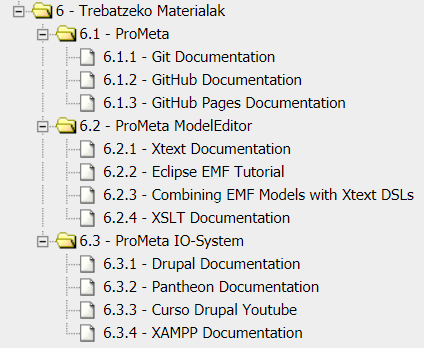 6 - Trebatzeko Materialak
6.1 - ProMeta
6.1.1 - Git Documentation
6.1.2 - GitHub Documentation
6.1.3 - GitHub Pages Documentation
6.2 - ProMeta ModelEditor
6.2.1 - Xtext Documentation
6.2.2 - Eclipse EMF Tutorial
6.2.3 - Combining EMF Models with Xtext DSLs
6.2.4 - XSLT Documentation
6.3 - ProMeta IO-System
6.3.1 - Drupal Documentation
6.3.2 - Pantheon Documentation
6.3.3 - Curso Drupal Youtube
6.3.4 - XAMPP Documentation